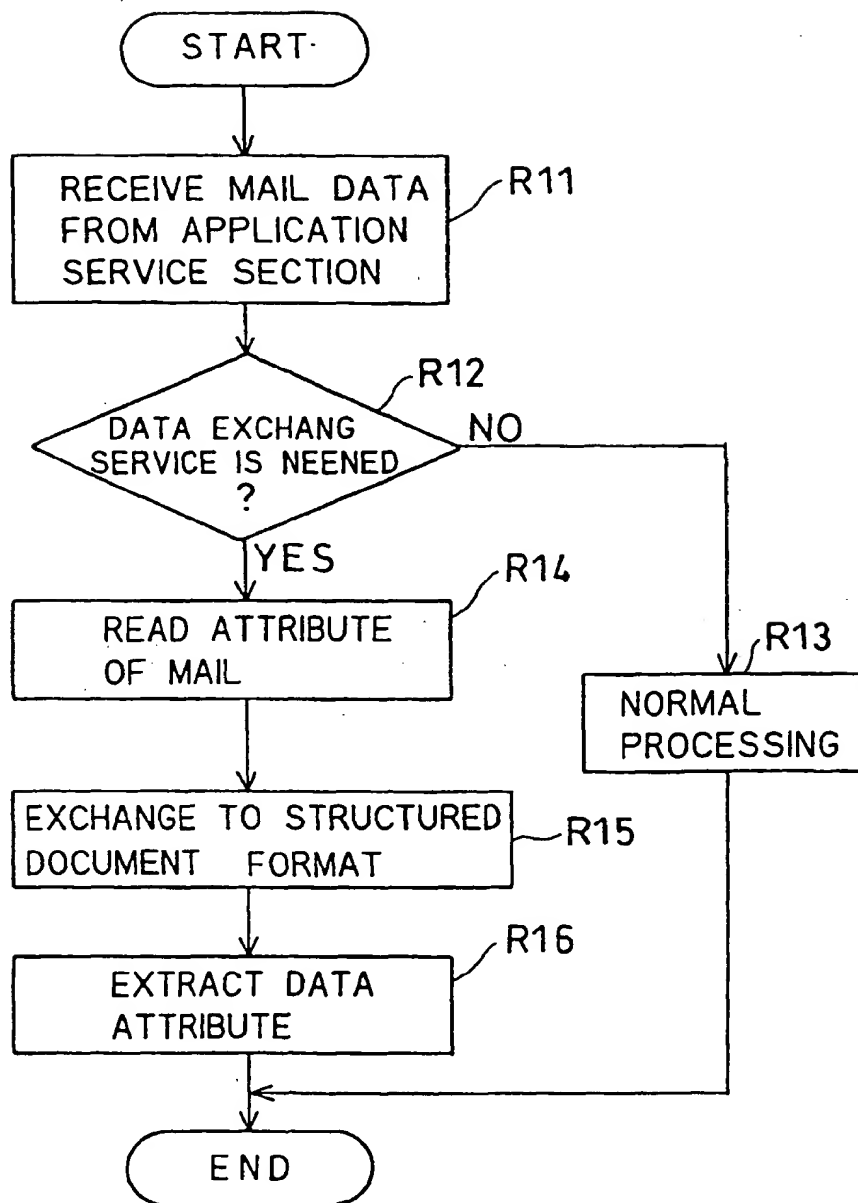 START
RECEIVE MAIL DATA
FROM APPLICATION
SERVICE SECTION
R11
R12
DATA EXCHANG
SERVICE IS NEENED
?
NO
YES
R14
READ ATTRIBUTE
OF MAIL
R13
NORMAL
PROCESSING
EXCHANGE TO STRUCTURED
DOCUMENT FORMAT
R15
R16
EXTRACT DATA
ATTRIBUTE
END